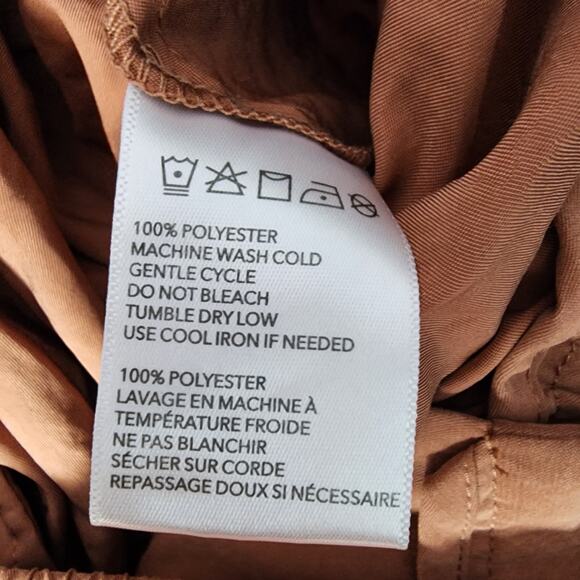 100% POLYESTER
MACHINE WASH COLD
GENTLE CYCLE
DO NOT BLEACH
TUMBLE DRY LOW
USE COOL IRON IF NEEDED
100% POLYESTER
LAVAGE EN MACHINE À
TEMPÉRATURE FROIDE
NE PAS BLANCHIR
SÉCHER SUR CORDE
REPASSAGE DOUX SI NÉCESSAIRE